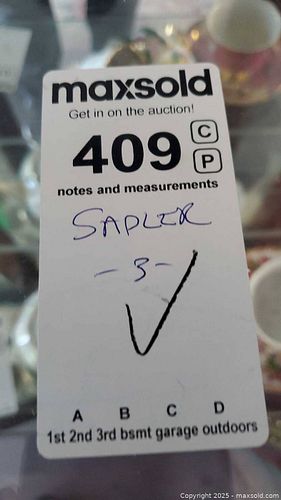 maxsold
Get in on the auction!
409 C
P
notes and measurements
SADLER
- 3 -
A B C D
1st 2nd 3rd bsmt garage outdoors
Copyright © 2025 - maxsold.com